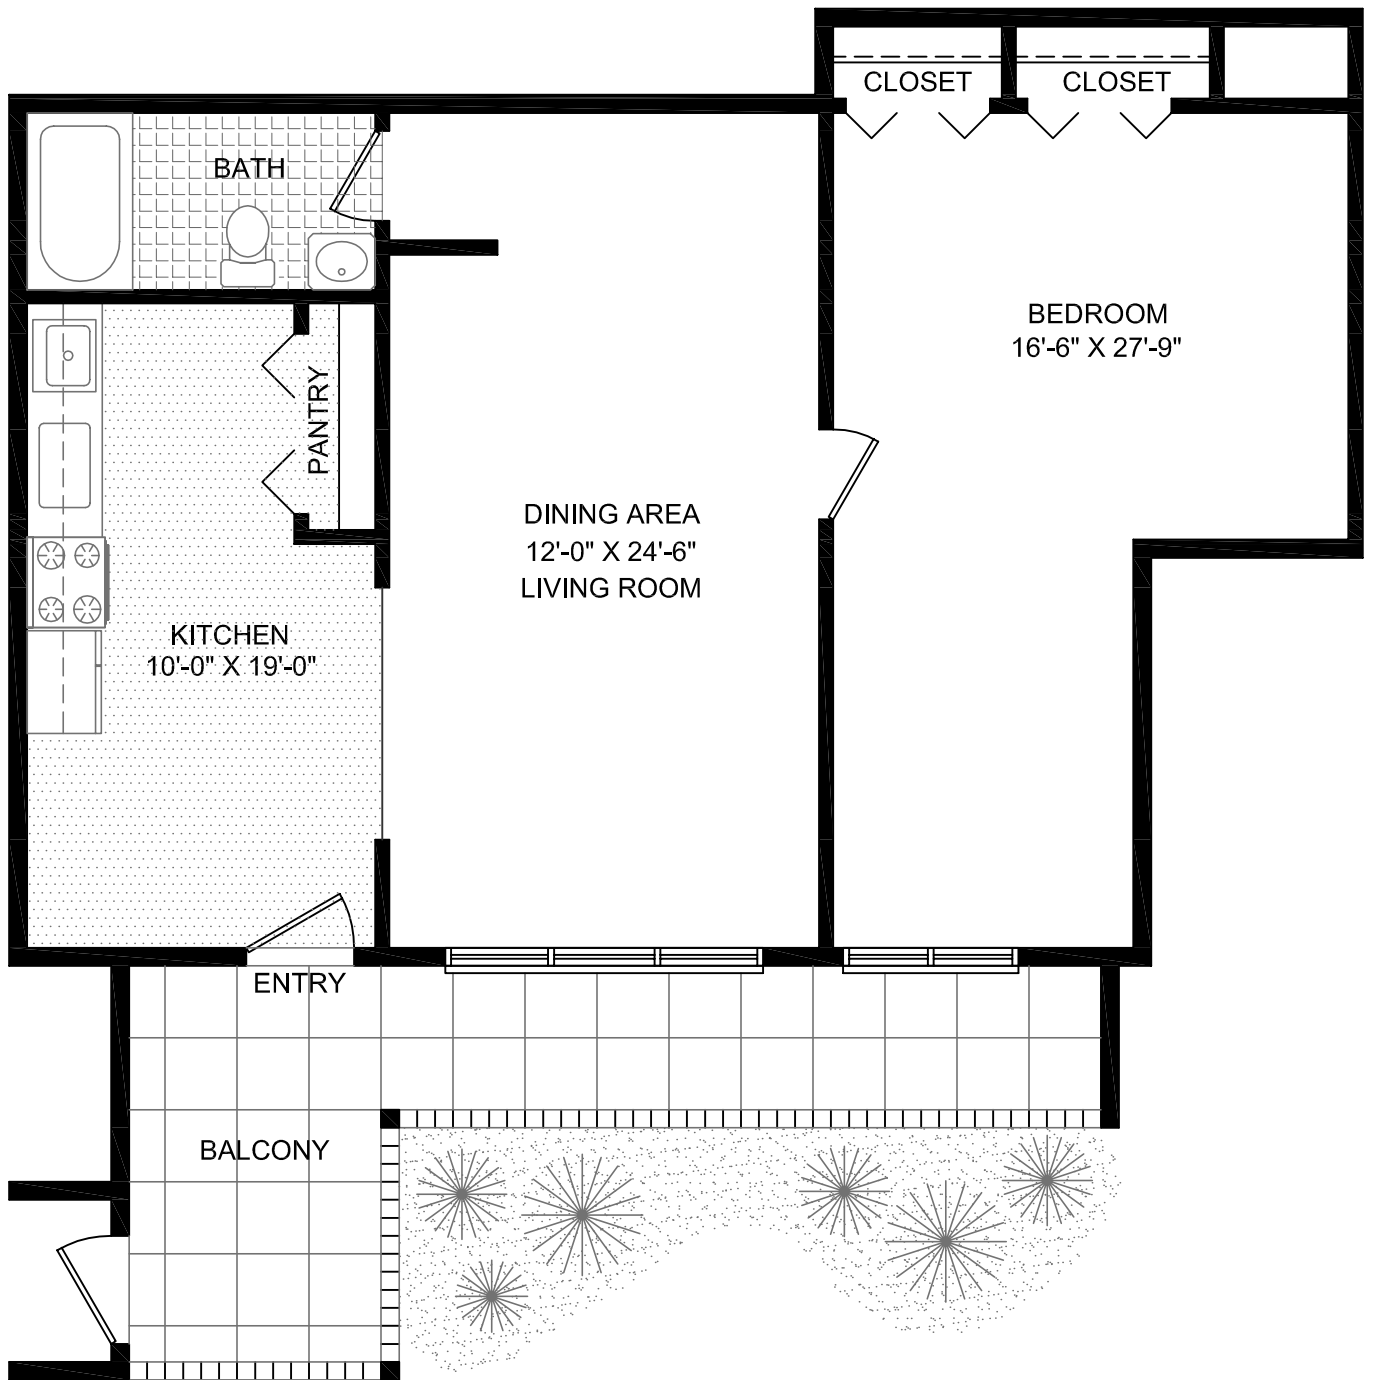 CLOSET
CLOSET
BATH
BEDROOM
16'-6" X 27'-9"
PANTRY
DINING AREA
12'-0" X 24'-6"
LIVING ROOM
KITCHEN
10'-0" X 19'-0"
ENTRY
BALCONY